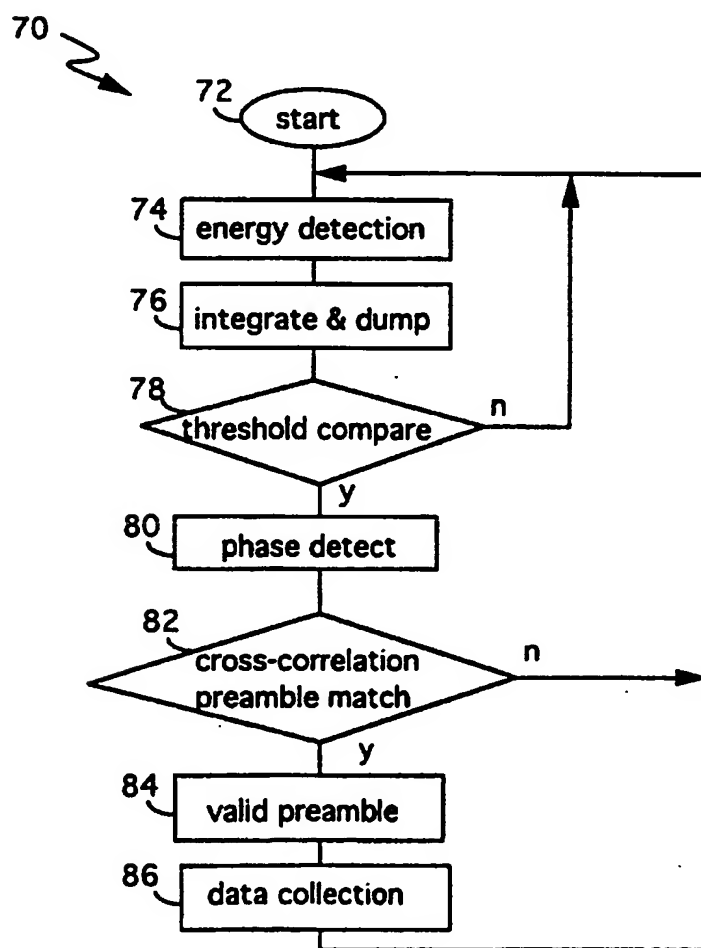 70
72
start
74
energy detection
76
integrate & dump
78
threshold compare
n
y
80
phase detect
82
cross-correlation
preamble match
n
y
84
valid preamble
86
data collection